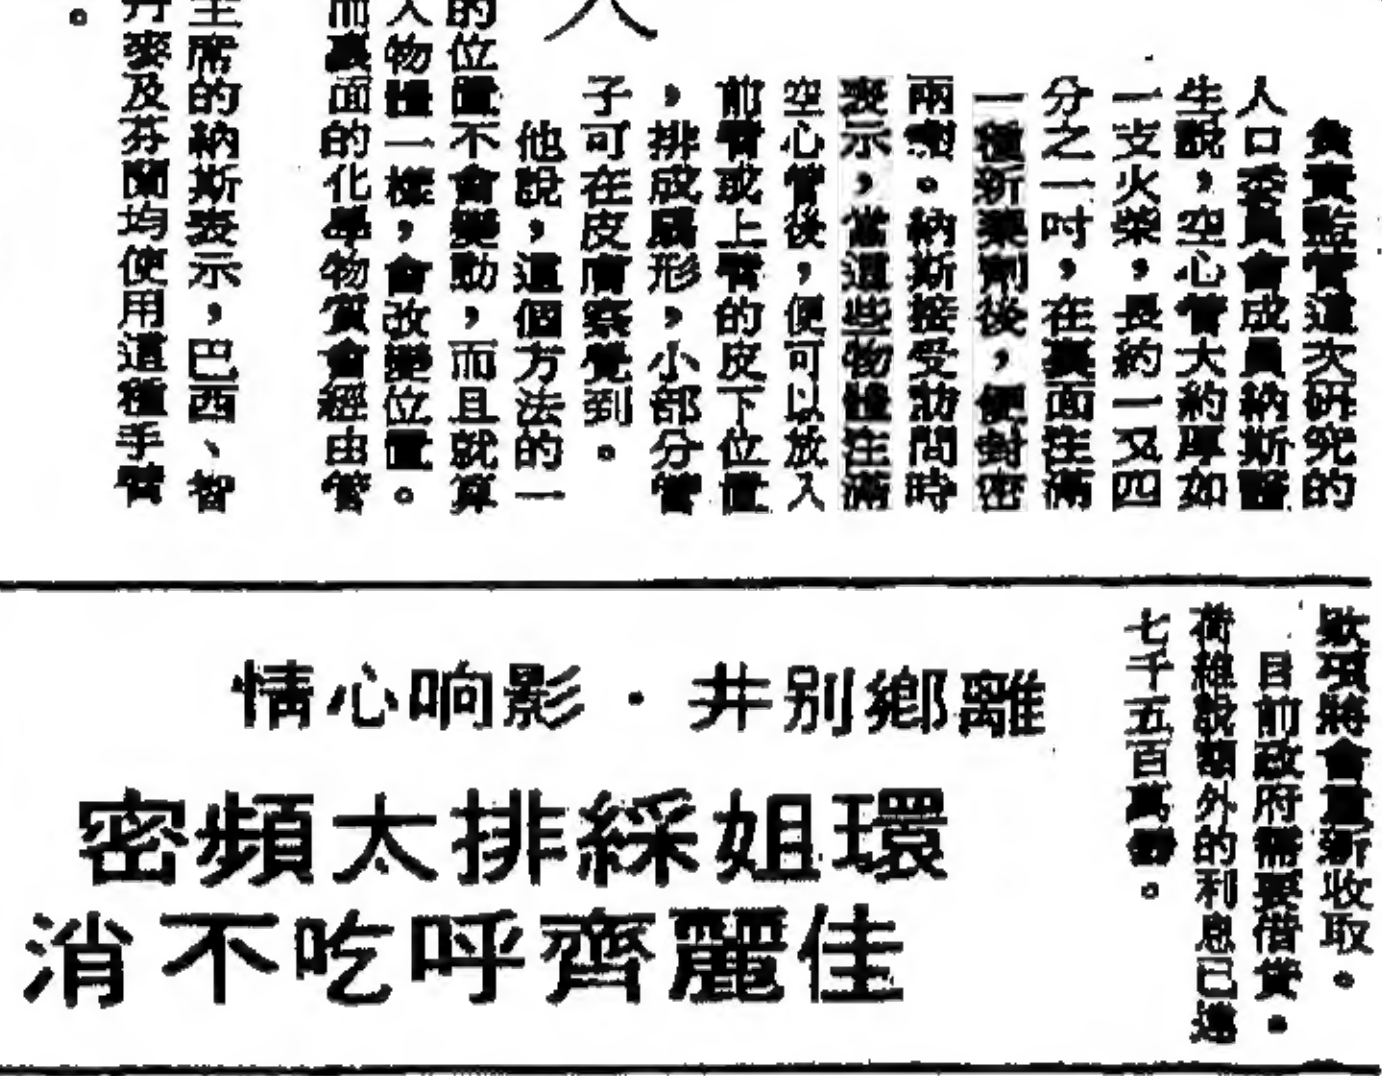 負責監管這次研究的
人口委員會成員納斯醫
生說，空心管大約厚如
一支火柴，長約一又四
分之一吋，在裏面注滿
一種新藥劑後，便封密
兩端。納斯接受訪問時
表示，當這些物體注滿
空心管後，便可以放入
前臂或上臂的皮下位置
，排成扇形，小部分管
子可在皮膚察覺到。
他說，這個方法的一
的位置不會變動，而且就算
入物體一樣，會改變位置。
而裏面的化學物質會經由管
主席的納斯表示，巴西、智
丹麥及芬蘭均使用這種手臂
。
款項將會重新收取。
目前政府需要借貸，
荷維說額外的利息已達
七千五百萬鎊。
離鄉別井·影响心情
環姐綵排太頻密
佳麗齊呼吃不消